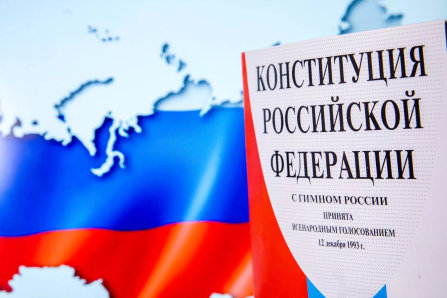 КОНСТИТУЦИЯ
РОССИЙСКОЙ
ФЕДЕРАЦИИ
С ГИМНОМ РОССИИ
ПРИНЯТА
ВСЕНАРОДНЫМ ГОЛОСОВАНИЕМ
12 декабря 1993 г.